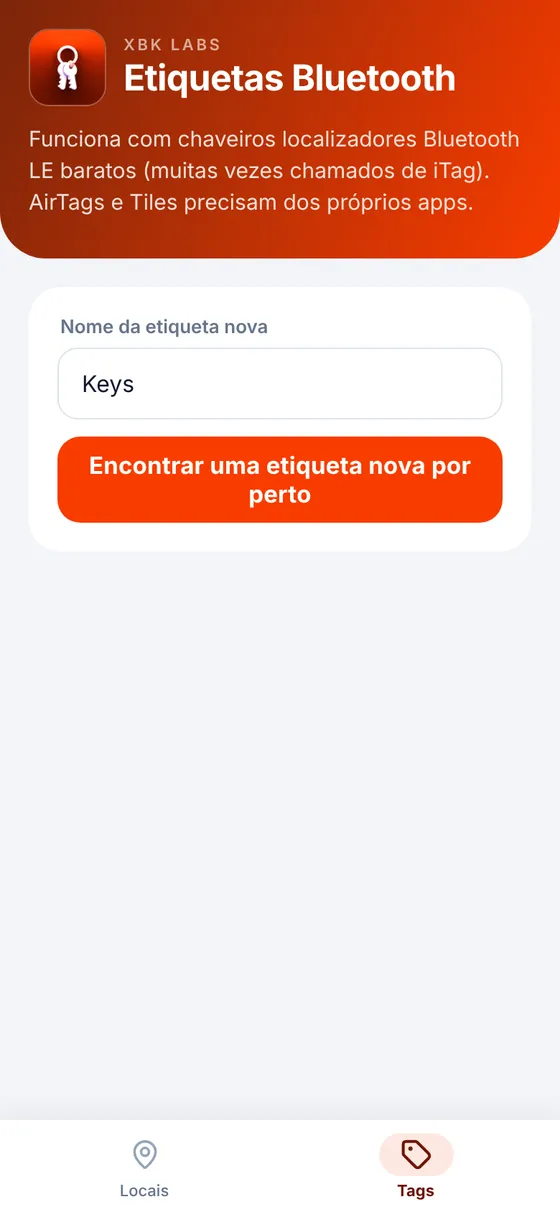 XBK LABS
Etiquetas Bluetooth
Funciona com chaveiros localizadores Bluetooth
LE baratos (muitas vezes chamados de iTag).
AirTags e Tiles precisam dos próprios apps.
Nome da etiqueta nova
Keys
Encontrar uma etiqueta nova por
perto
Locais
Tags